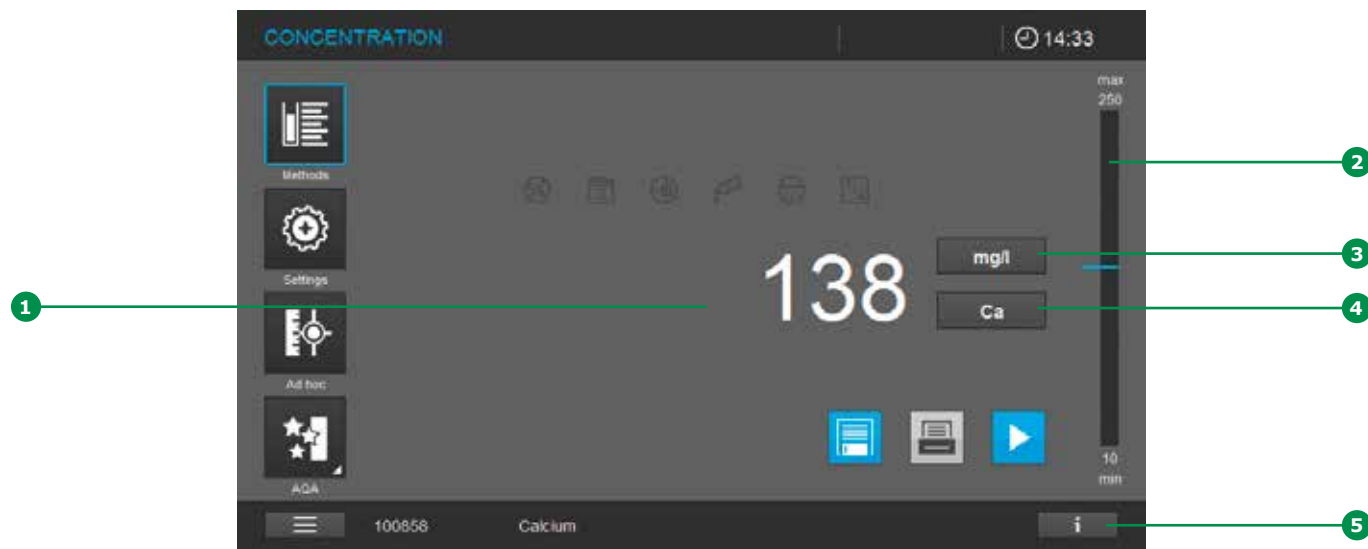 CONCENTRATION
14:33
max
250
Methods
2
mg/l
3
138
Settings
1
Ca
4
Ad hoc
10
min
AQA
100858 Calcium
i
5